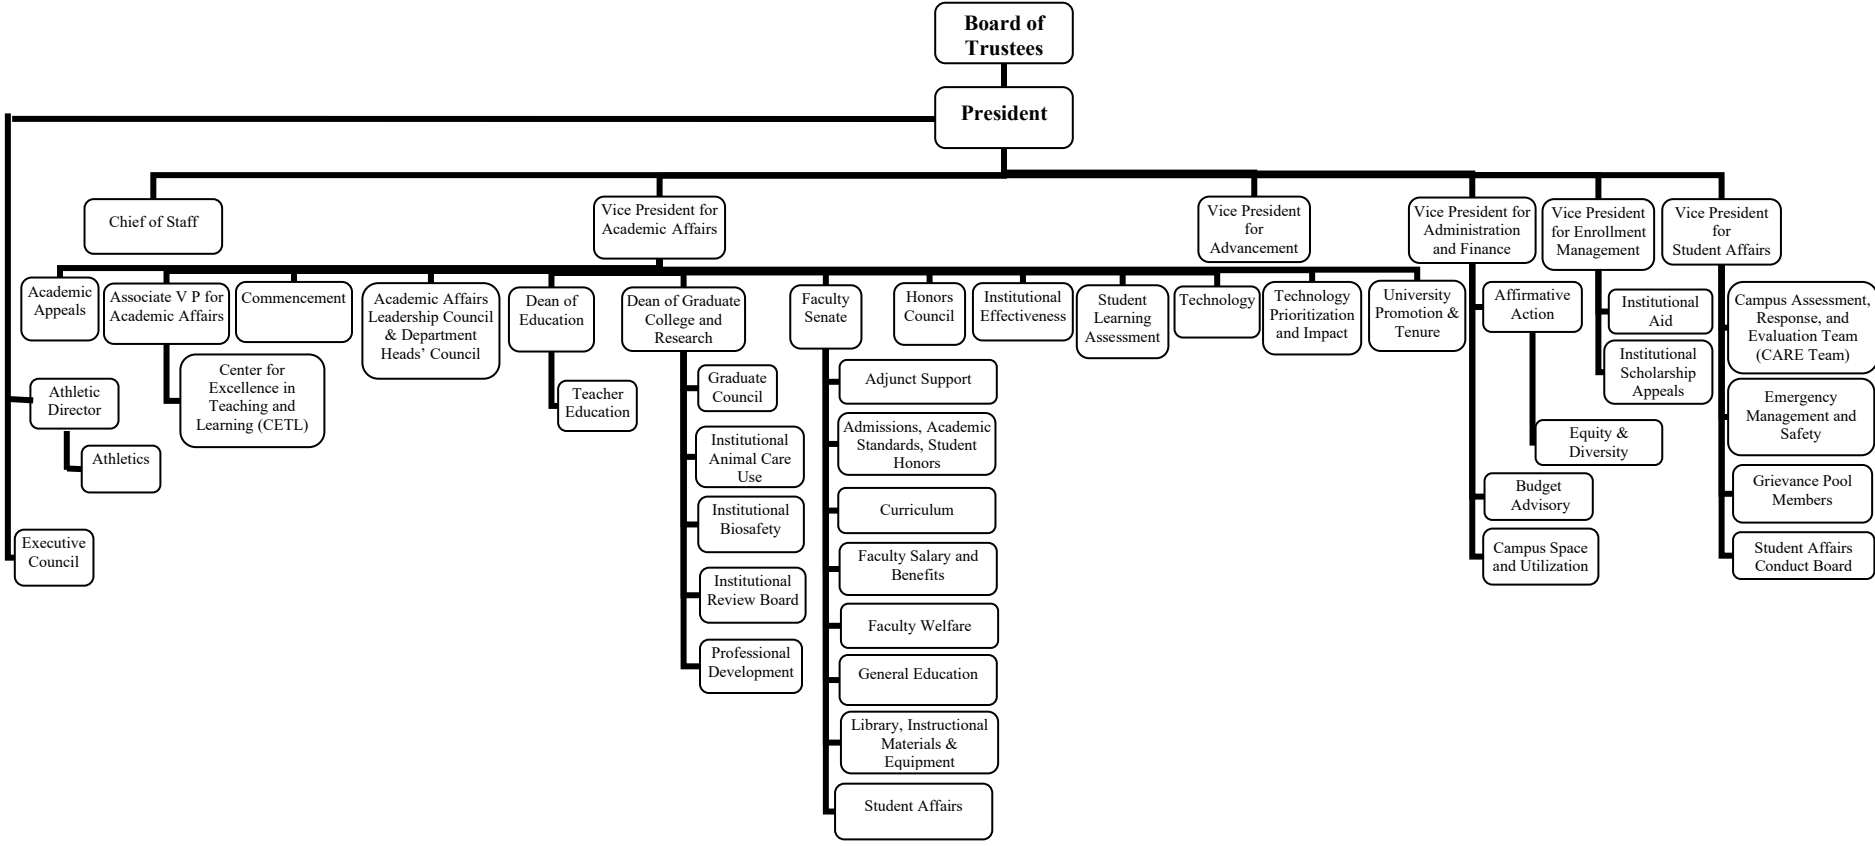 Board of
Trustees
President
Chief of Staff
Vice President for
Academic Affairs
Vice President
for
Advancement
Vice President for
Administration
and Finance
Vice President
for Enrollment
Management
Vice President
for
Student Affairs
Academic
Appeals
Associate V P for
Academic Affairs
Commencement
Academic Affairs
Leadership Council
& Department
Heads’ Council
Dean of
Education
Dean of Graduate
College and
Research
Faculty
Senate
Honors
Council
Institutional
Effectiveness
Student
Learning
Assessment
Technology
Technology
Prioritization
and Impact
University
Promotion &
Tenure
Affirmative
Action
Institutional
Aid
Campus Assessment,
Response, and
Evaluation Team
(CARE Team)
Center for
Excellence in
Teaching and
Learning (CETL)
Athletic
Director
Athletics
Executive
Council
Teacher
Education
Graduate
Council
Institutional
Animal Care
Use
Institutional
Biosafety
Institutional
Review Board
Professional
Development
Adjunct Support
Admissions, Academic
Standards, Student
Honors
Curriculum
Faculty Salary and
Benefits
Faculty Welfare
General Education
Library, Instructional
Materials &
Equipment
Student Affairs
Equity &
Diversity
Budget
Advisory
Campus Space
and Utilization
Institutional
Scholarship
Appeals
Emergency
Management and
Safety
Grievance Pool
Members
Student Affairs
Conduct Board